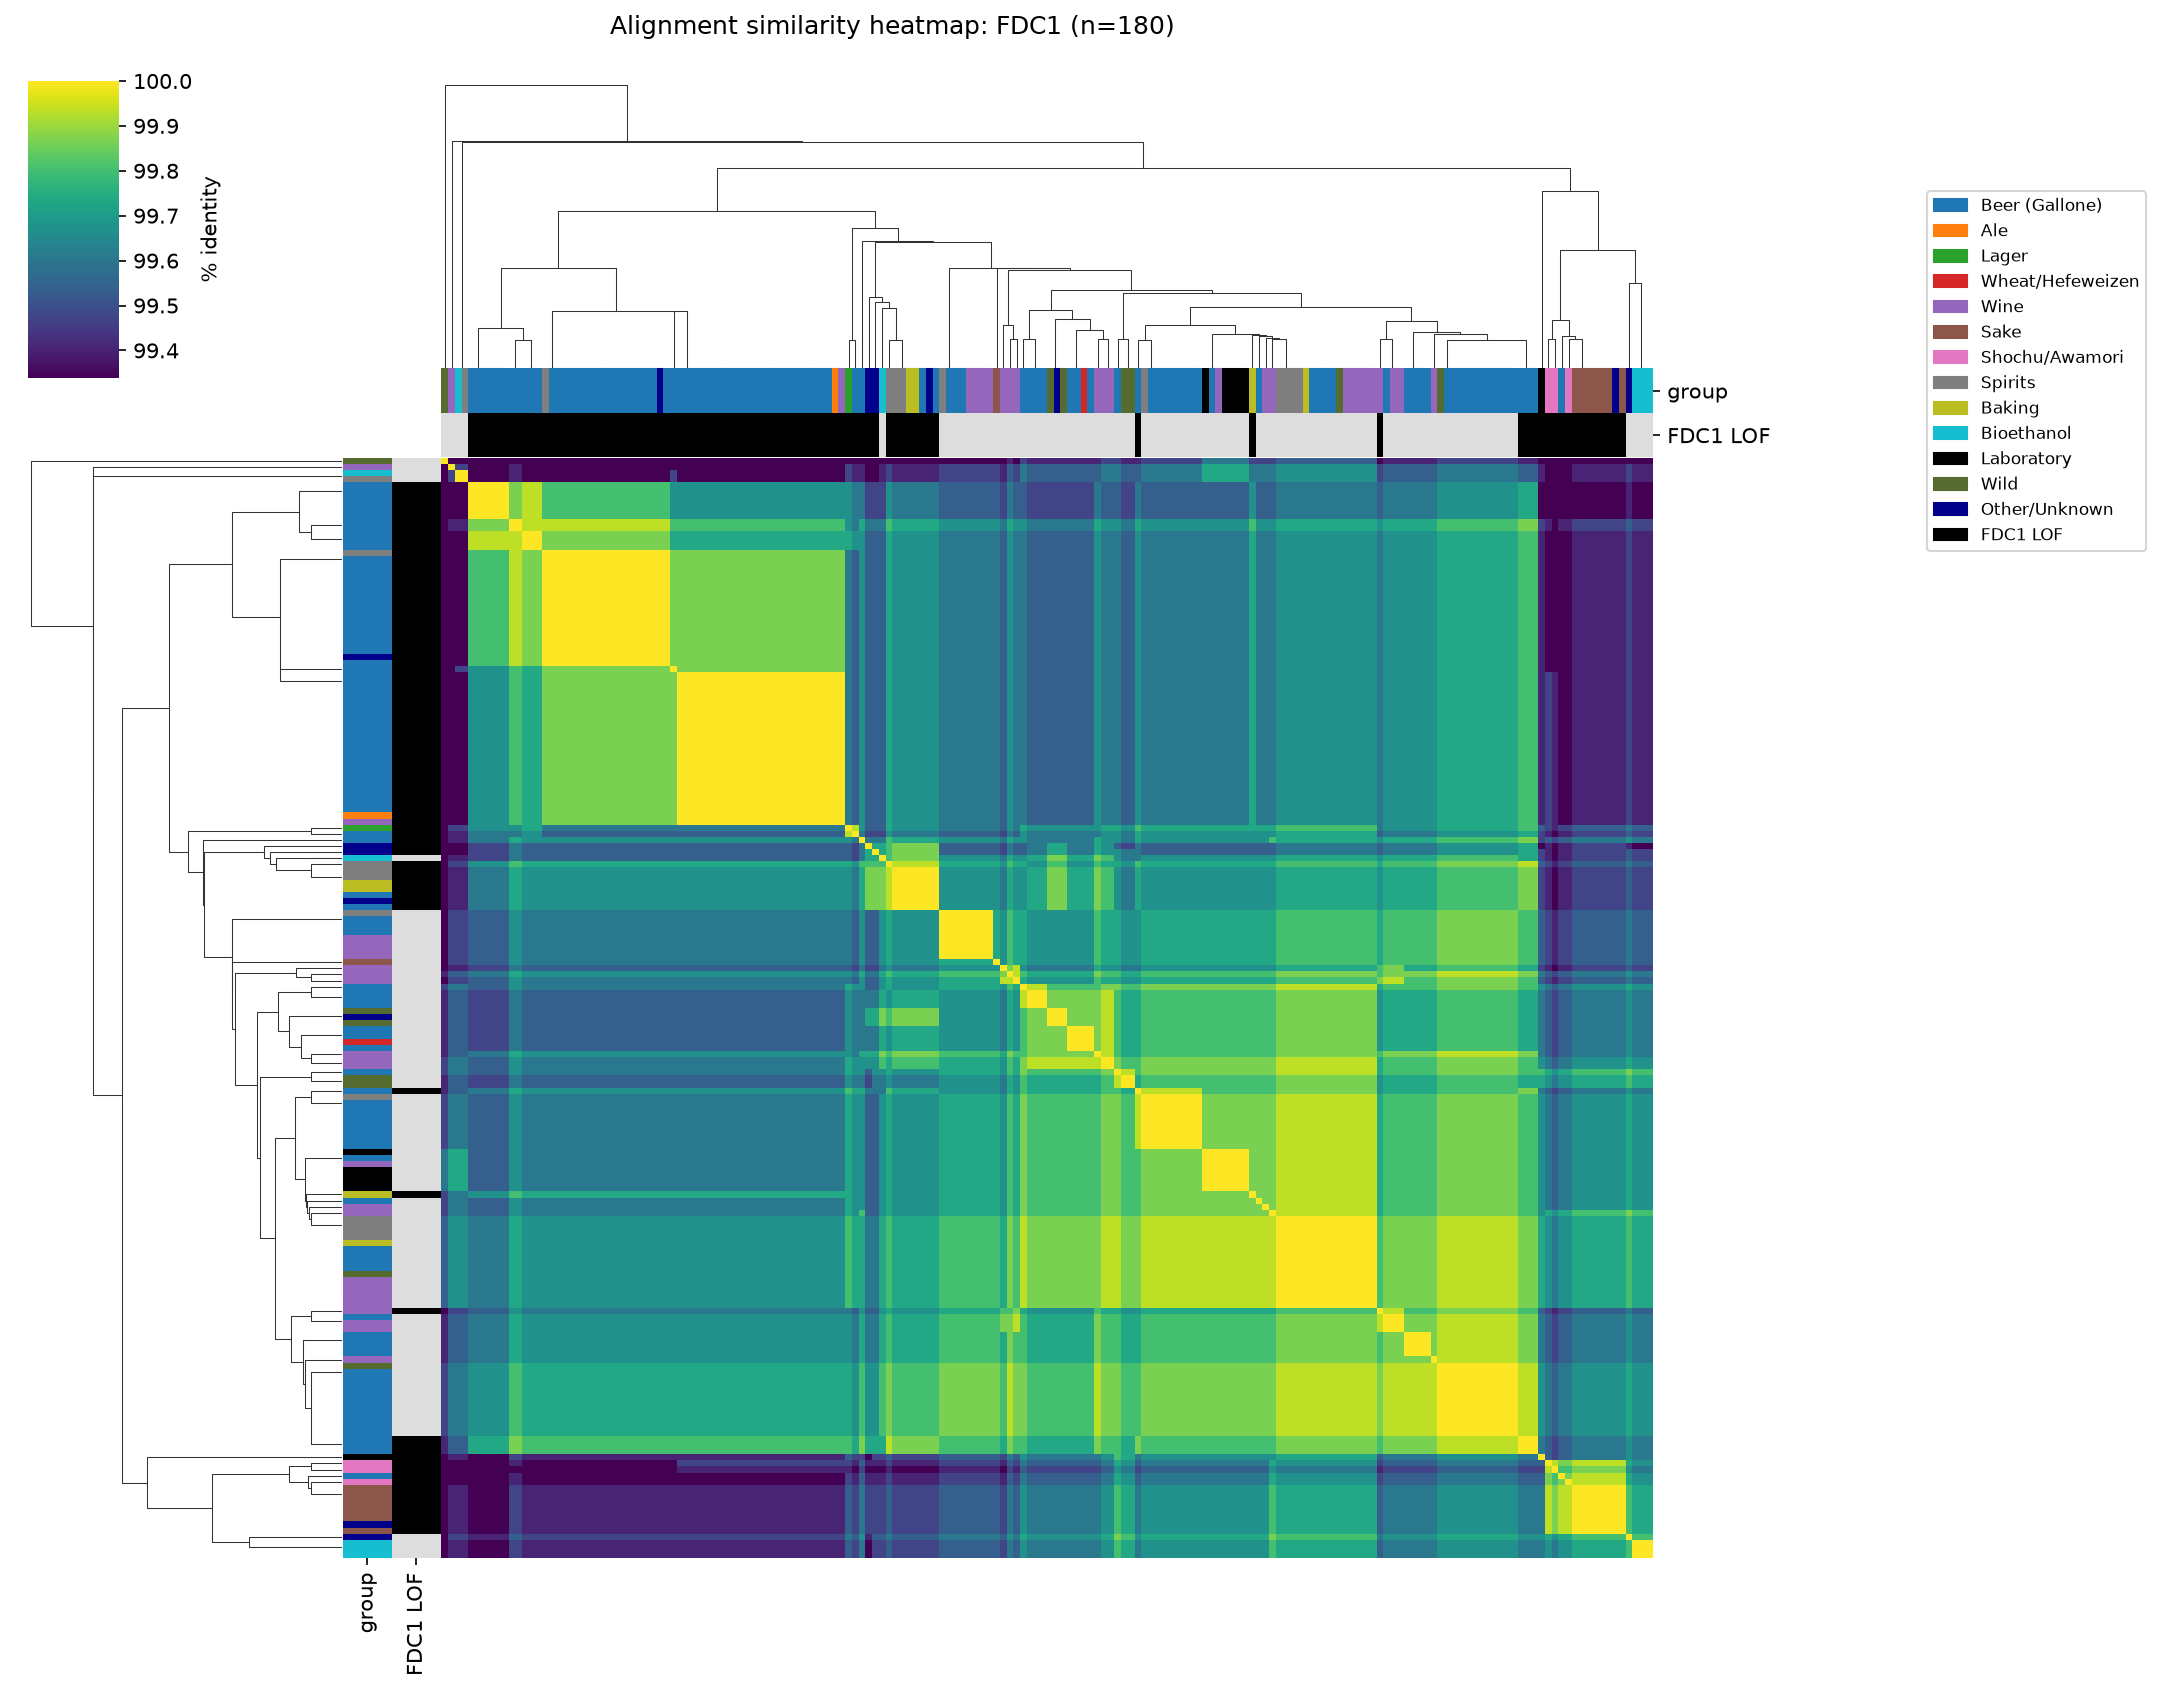 Alignment similarity heatmap: FDC1 (n=180)
100.0
99.9
99.8
99.7
99.6
99.5
99.4
% identity
Beer (Gallone)
Ale
Lager
Wheat/Hefeweizen
Wine
Sake
Shochu/Awamori
Spirits
Baking
Bioethanol
Laboratory
Wild
Other/Unknown
FDC1 LOF
group
FDC1 LOF
group
FDC1 LOF